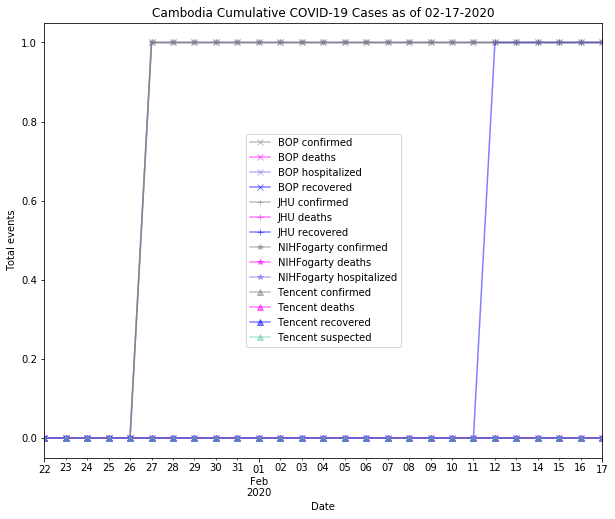 Cambodia Cumulative COVID-19 Cases as of 02-17-2020
Total events
1.0
0.8
0.6
0.4
0.2
0.0
BOP confirmed
BOP deaths
BOP hospitalized
BOP recovered
JHU confirmed
JHU deaths
JHU recovered
NIHFogarty confirmed
NIHFogarty deaths
NIHFogarty hospitalized
Tencent confirmed
Tencent deaths
Tencent recovered
Tencent suspected
22 23 24 25 26 27 28 29 30 31 01 02 03 04 05 06 07 08 09 10 11 12 13 14 15 16 17
Feb
2020
Date